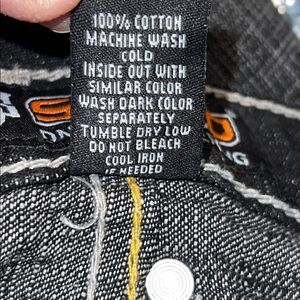 100% COTTON
MACHINE WASH
COLD
INSIDE OUT WITH
SIMILAR COLOR
WASH DARK COLOR
SEPARATELY
TUMBLE DRY LOW
DO NOT BLEACH
COOL IRON
IF NEEDED